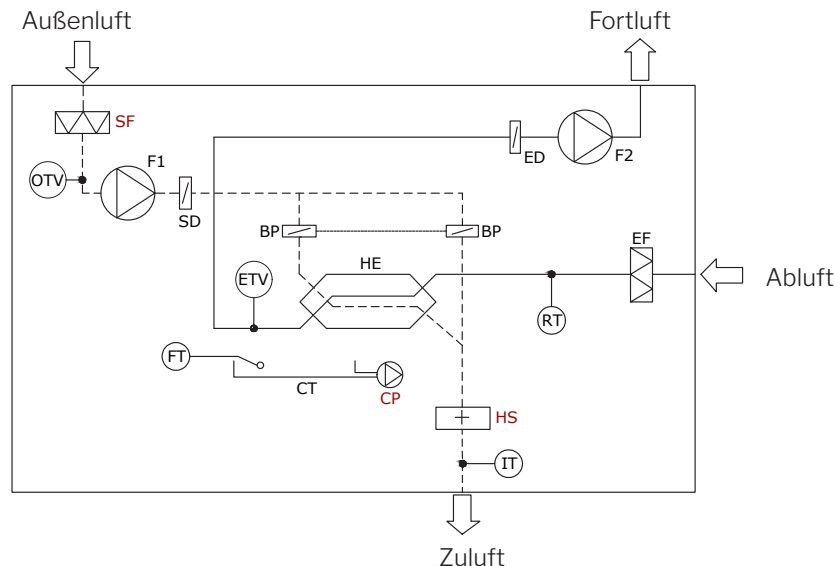 Außenluft
Fortluft
SF
F1
OTV
SD
ED
F2
BP
BP
EF
HE
ETV
Abluft
RT
FT
CT
CP
HS
IT
Zuluft